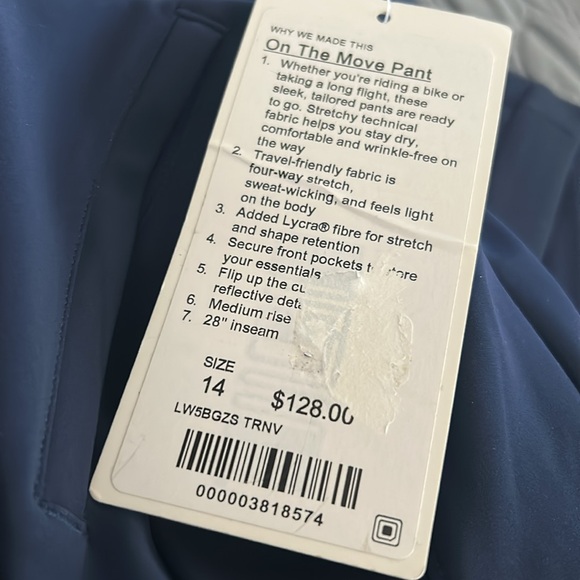 WHY WE MADE THIS
On The Move Pant
1. Whether you're riding a bike or
taking a long flight, these
sleek, tailored pants are ready
to go. Stretchy technical
fabric helps you stay dry,
comfortable and wrinkle-free on
the way
2. Travel-friendly fabric is
four-way stretch,
sweat-wicking, and feels light
on the body
3. Added Lycra® fibre for stretch
and shape retention
4. Secure front pockets
your essentials
5. Flip up the
reflective
6. Medium rise
7. 28" inseam
SIZE
14
$128.00
LW5BGZS TRNV
000003818574